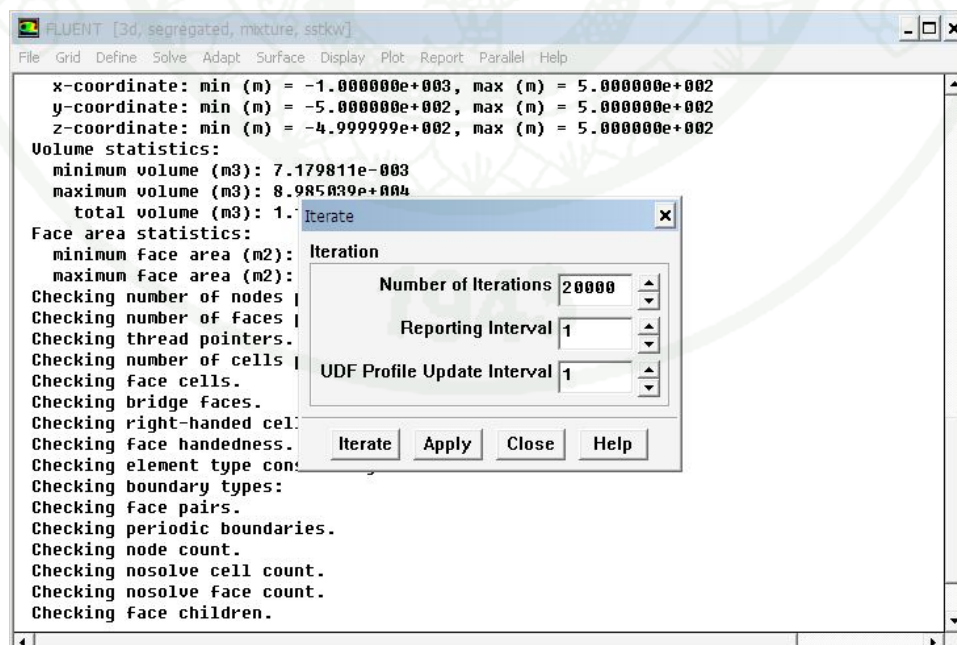 FLUENT [3d, segregated, mixture, sstkw]
File Grid Define Solve Adapt Surface Display Plot Report Parallel Help
x-coordinate: min (m) = -1.000000e+003, max (m) = 5.000000e+002
y-coordinate: min (m) = -5.000000e+002, max (m) = 5.000000e+002
z-coordinate: min (m) = -4.999999e+002, max (m) = 5.000000e+002
Volume statistics:
minimum volume (m3): 7.179811e-003
maximum volume (m3): 8.985039e+004
total volume (m3): 1.
Face area statistics:
minimum face area (m2):
maximum face area (m2):
Checking number of nodes
Checking number of faces
Checking thread pointers.
Checking number of cells
Checking face cells.
Checking bridge faces.
Checking right-handed cel
Checking face handedness.
Checking element type cons
Checking boundary types:
Checking face pairs.
Checking periodic boundaries.
Checking node count.
Checking nosolve cell count.
Checking nosolve face count.
Checking face children.
Iterate
Iteration
Number of Iterations 20000
Reporting Interval 1
UDF Profile Update Interval 1
Iterate Apply Close Help